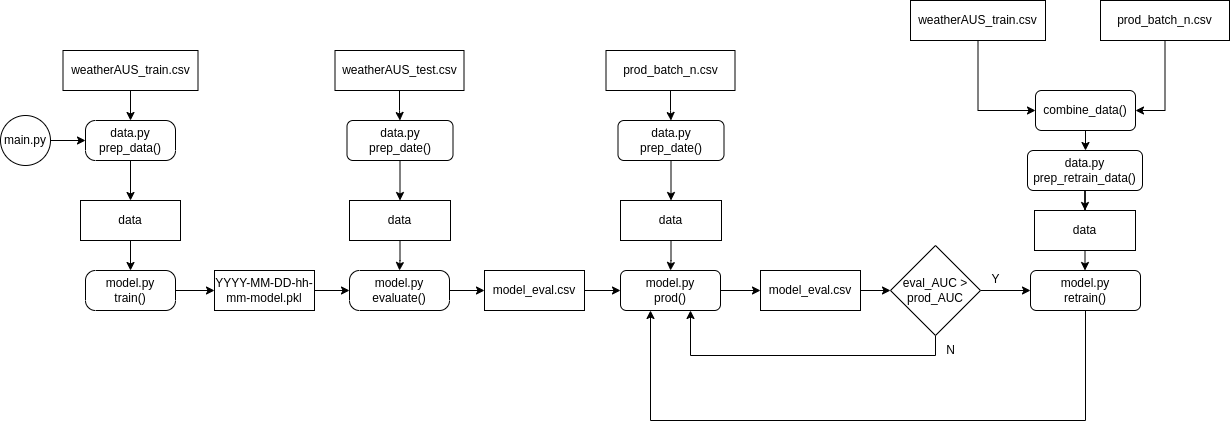 weatherAUS_train.csv
prod_batch_n.csv
weatherAUS_train.csv
weatherAUS_test.csv
prod_batch_n.csv
combine_data()
main.py
data.py
prep_data()
data.py
prep_date()
data.py
prep_date()
data.py
prep_retrain_data()
data
data
data
data
model.py
train()
YYYY-MM-DD-hh-
mm-model.pkl
model.py
evaluate()
model_eval.csv
model.py
prod()
model_eval.csv
eval_AUC >
prod_AUC
Y
model.py
retrain()
N